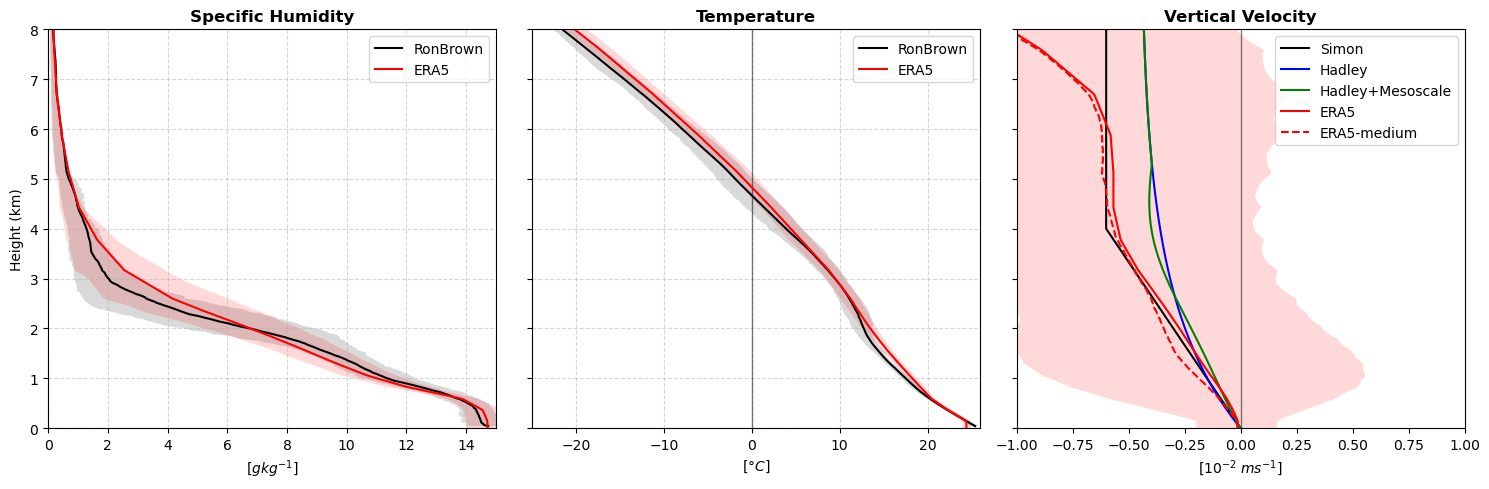 Specific Humidity
Temperature
Vertical Velocity
RonBrown
ERA5
RonBrown
ERA5
Simon
Hadley
Hadley+Mesoscale
ERA5
ERA5-medium
Height (km)
8
7
6
5
4
3
2
1
0
0 2 4 6 8 10 12 14
−20 −10 0 10 20
−1.00 −0.75 −0.50 −0.25 0.00 0.25 0.50 0.75 1.00
[gkg⁻¹]
[°C]
[10⁻² ms⁻¹]